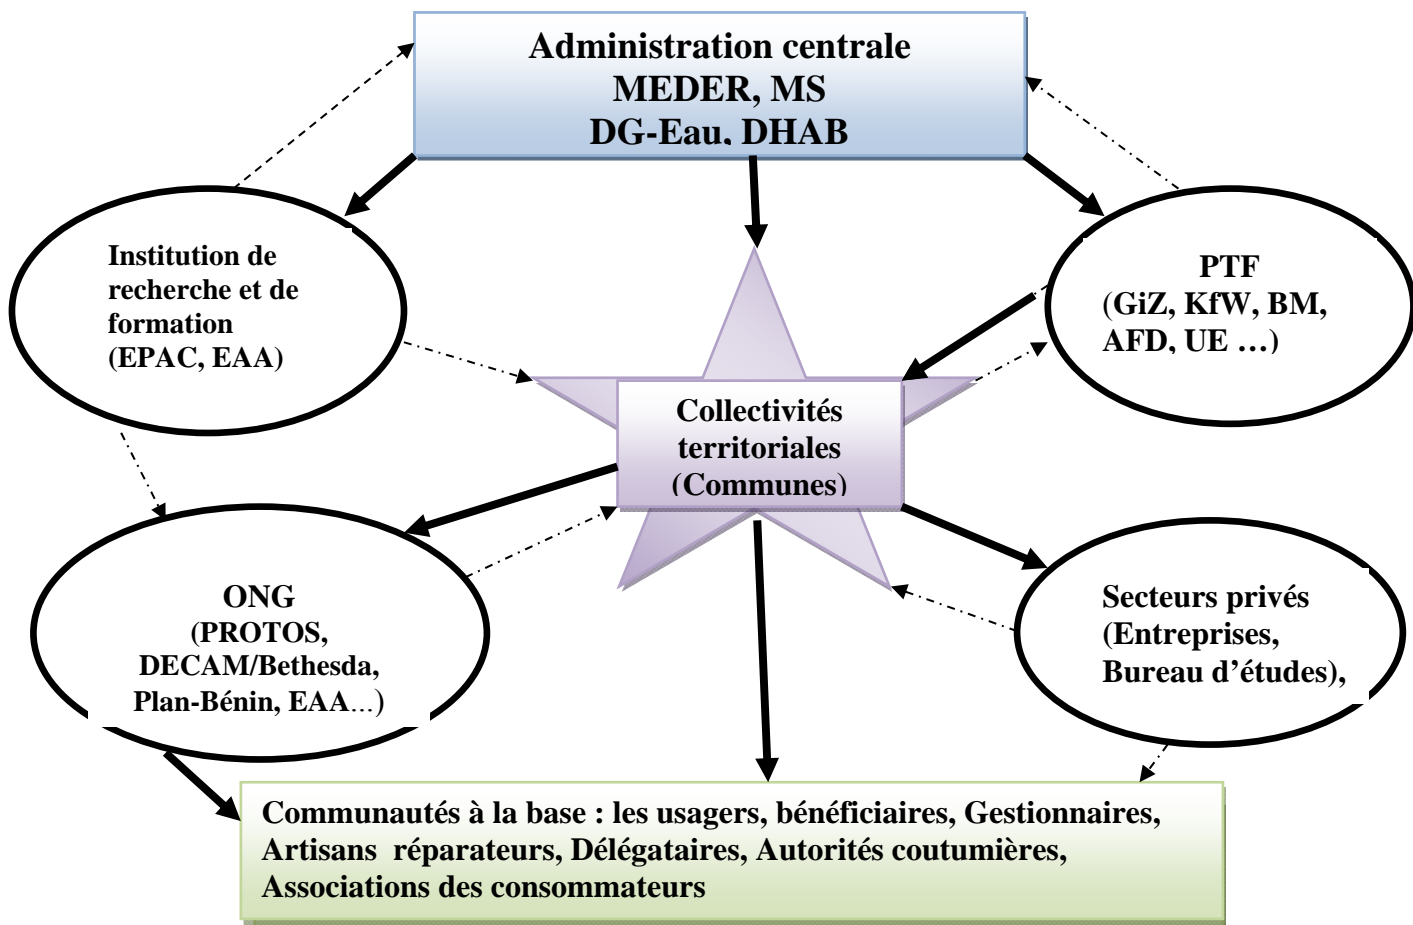 Administration centrale
MEDER, MS
DG-Eau, DHAB
Institution de
recherche et de
formation
(EPAC, EAA)
PTF
(GiZ, KfW, BM,
AFD, UE …)
Collectivités
territoriales
(Communes)
ONG
(PROTOS,
DECAM/Bethesda,
Plan-Bénin, EAA…)
Secteurs privés
(Entreprises,
Bureau d’études),
Communautés à la base : les usagers, bénéficiaires, Gestionnaires,
Artisans réparateurs, Délégataires, Autorités coutumières,
Associations des consommateurs